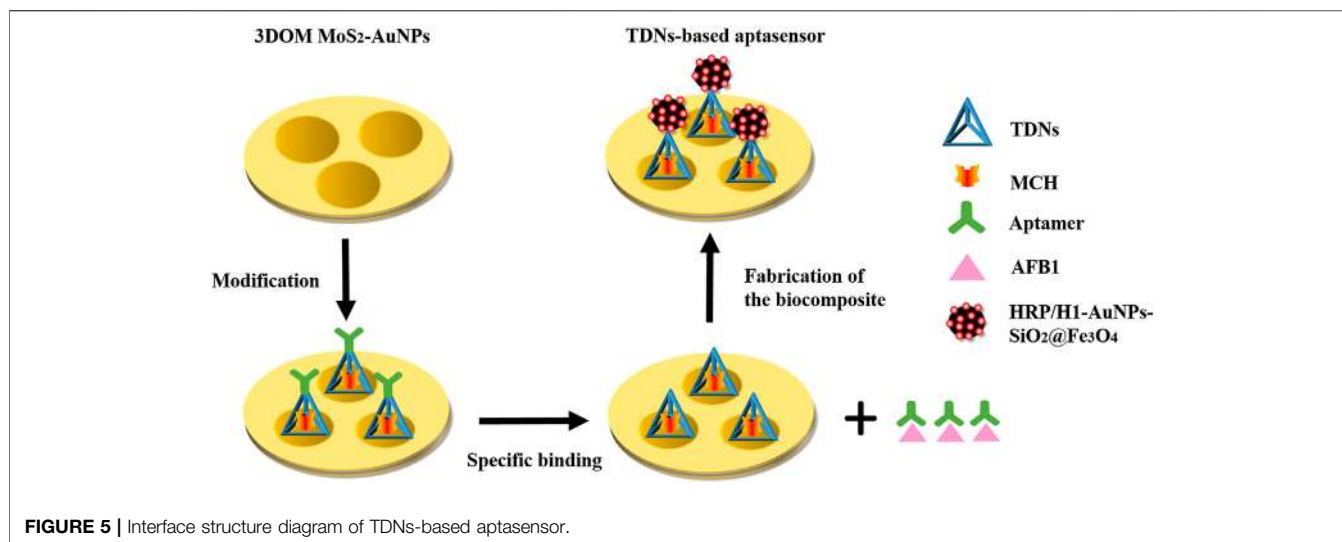 3DOM MoS₂-AuNPs
TDNs-based aptasensor
Modification
Fabrication of
the biocomposite
Specific binding
TDNs
MCH
Aptamer
AFB1
HRP/H1-AuNPs-
SiO₂@Fe₃O₄
FIGURE 5 | Interface structure diagram of TDNs-based aptasensor.